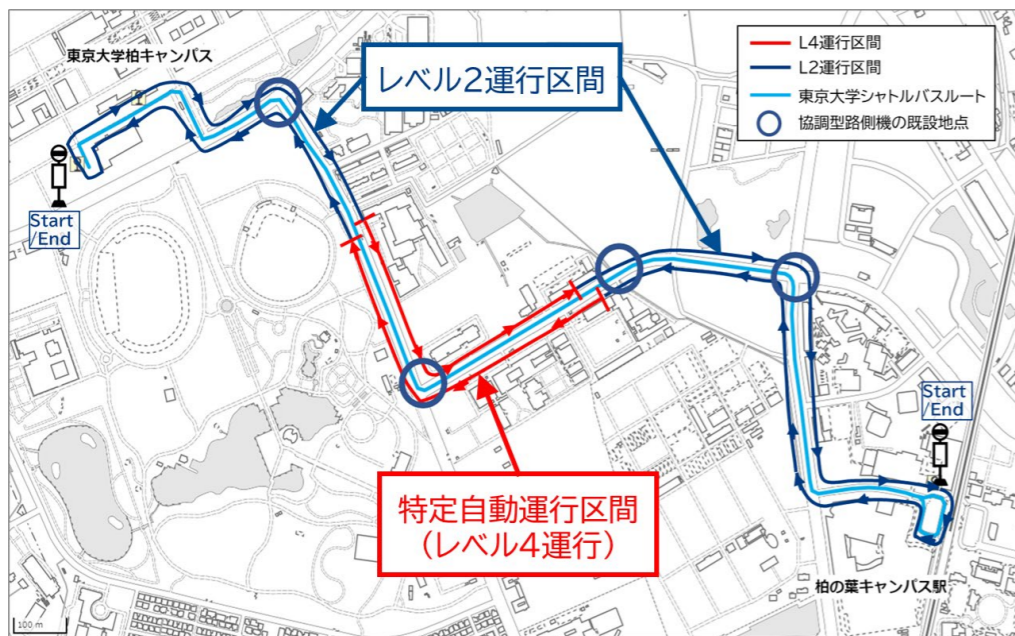 東京大学柏キャンパス
レベル2運行区間
L4運行区間
L2運行区間
東京大学シャトルバスルート
協調型路側機の既設地点
Start
/End
Start
/End
特定自動運行区間
(レベル4運行)
柏の葉キャンパス駅
100 m